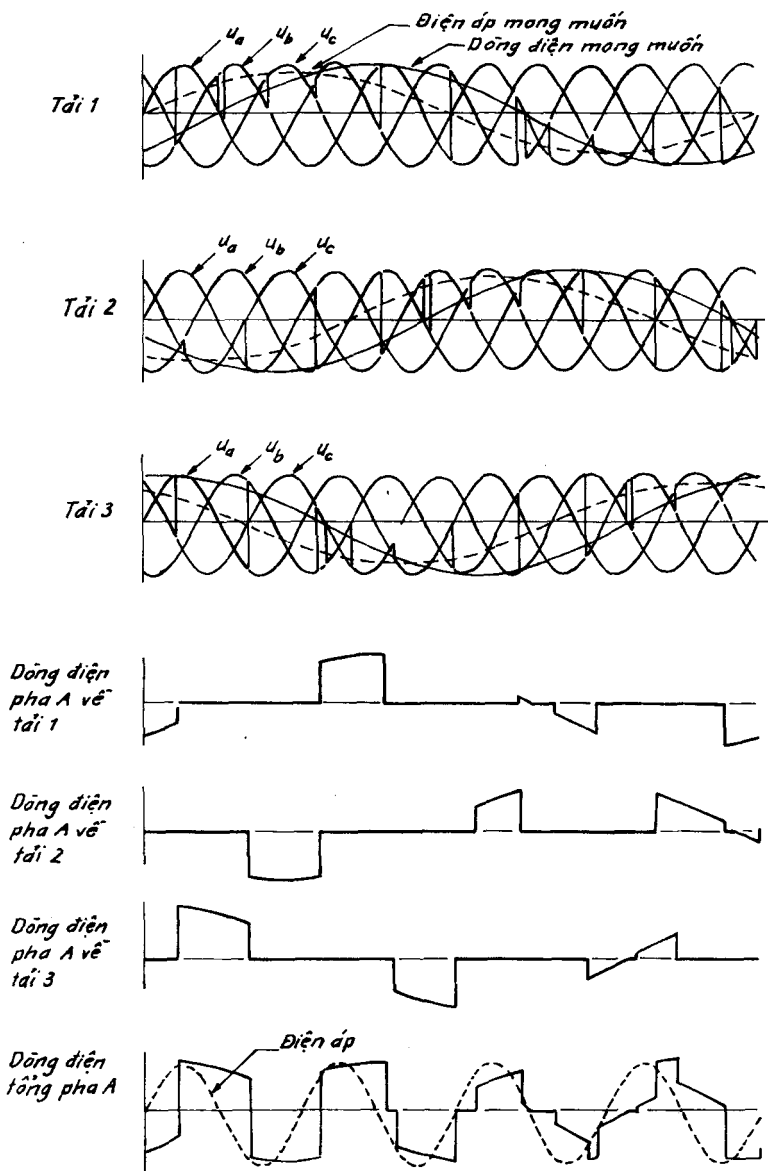 Điện áp mong muốn
Dòng điện mong muốn
u_a u_b u_c
Tải 1
u_a u_b u_c
Tải 2
u_a u_b u_c
Tải 3
Dòng điện
pha A về
tải 1
Dòng điện
pha A về
tải 2
Dòng điện
pha A về
tải 3
Dòng điện
tổng pha A
Điện áp